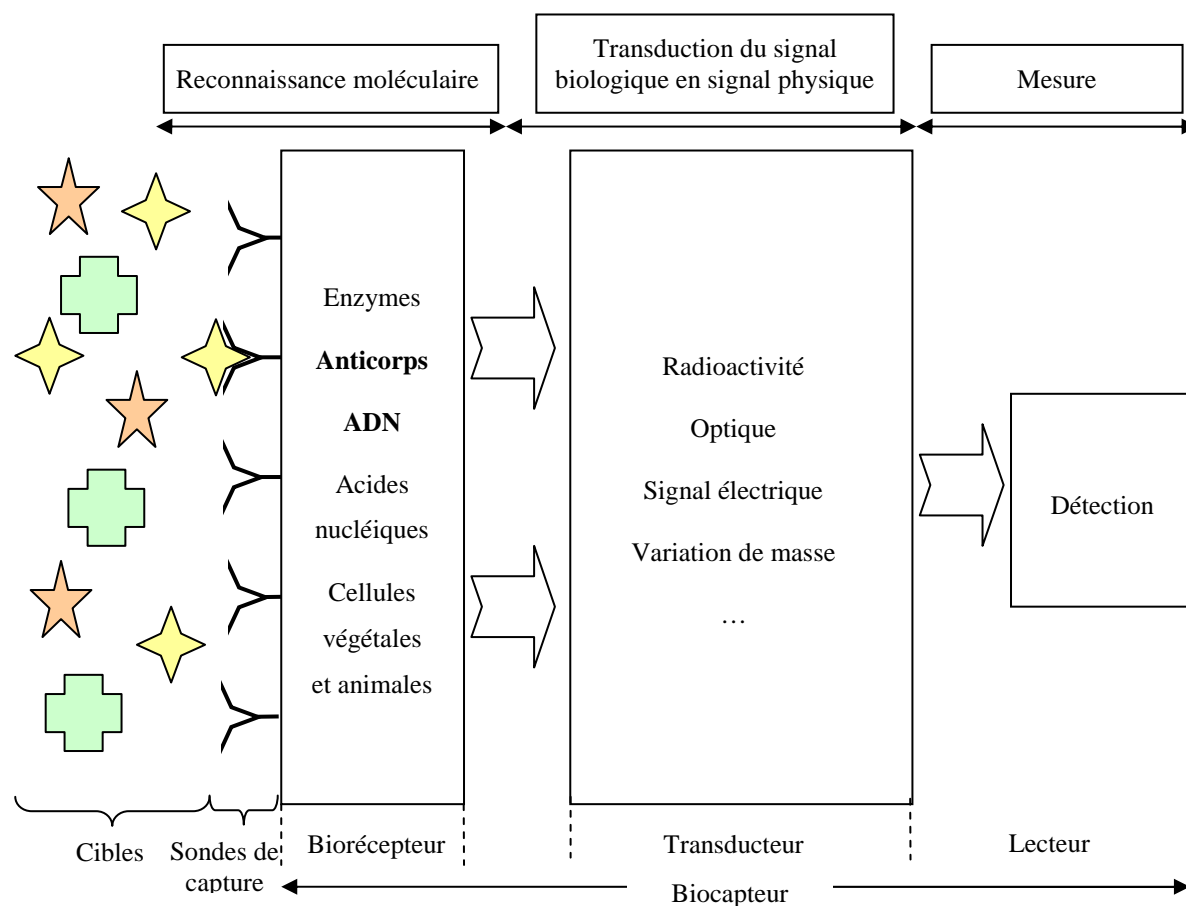 Reconnaissance moléculaire
Transduction du signal
biologique en signal physique
Mesure
Enzymes
Anticorps
ADN
Acides
nucléiques
Cellules
végétales
et animales
Radioactivité
Optique
Signal électrique
Variation de masse
…
Détection
Cibles
Sondes de
capture
Biorécepteur
Transducteur
Lecteur
Biocapteur